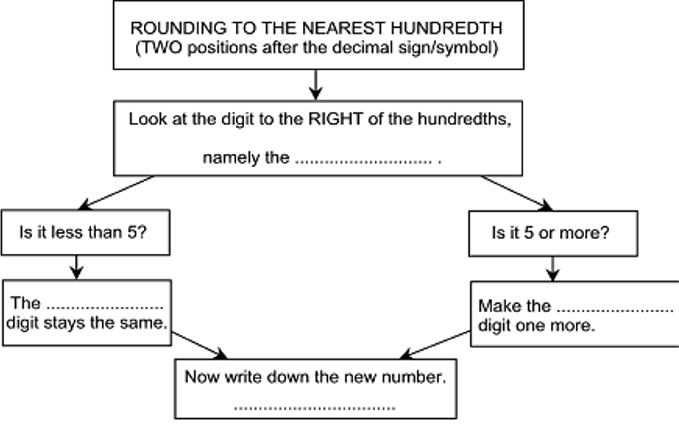 ROUNDING TO THE NEAREST HUNDREDTH
(TWO positions after the decimal sign/symbol)
Look at the digit to the RIGHT of the hundredths,
namely the ............................ .
Is it less than 5?
Is it 5 or more?
The ........................
digit stays the same.
Make the ........................
digit one more.
Now write down the new number.
.................................